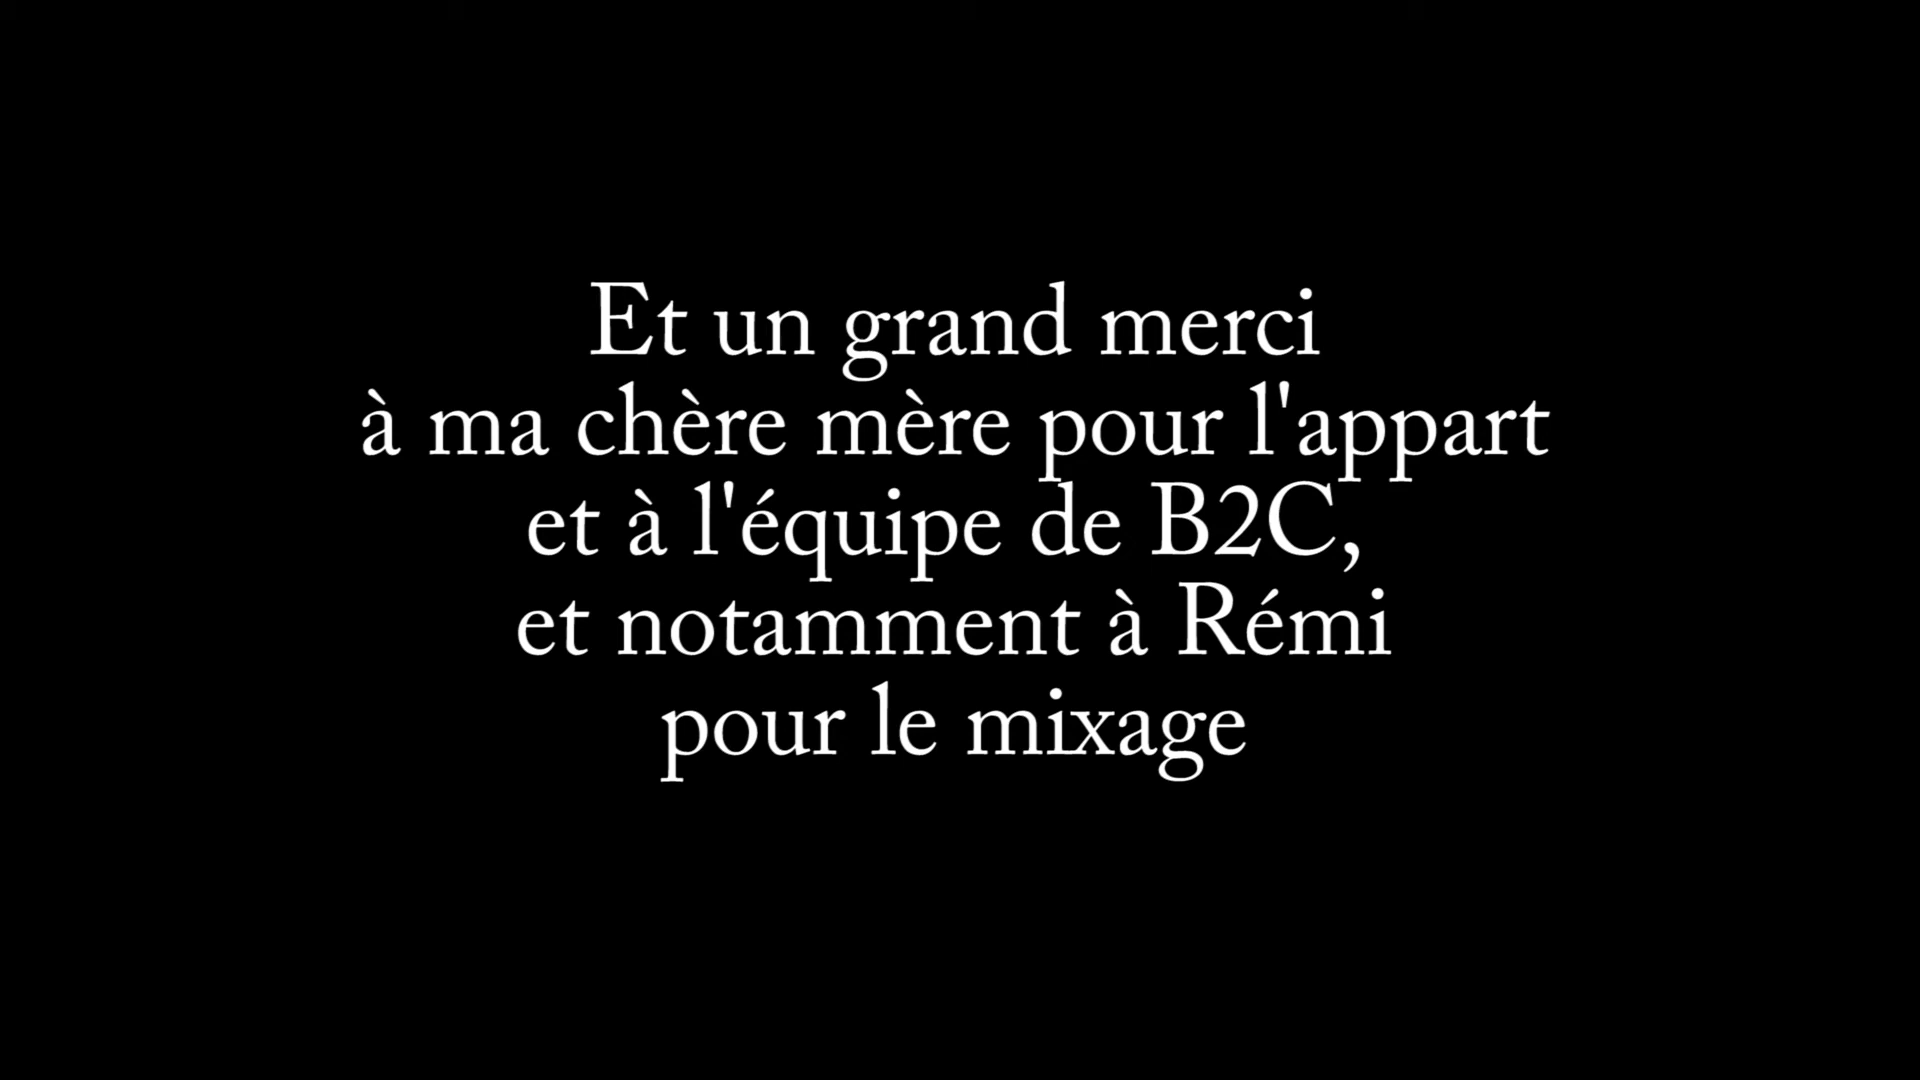 Et un grand merci
à ma chère mère pour l'appart
et à l'équipe de B2C,
et notamment à Rémi
pour le mixage